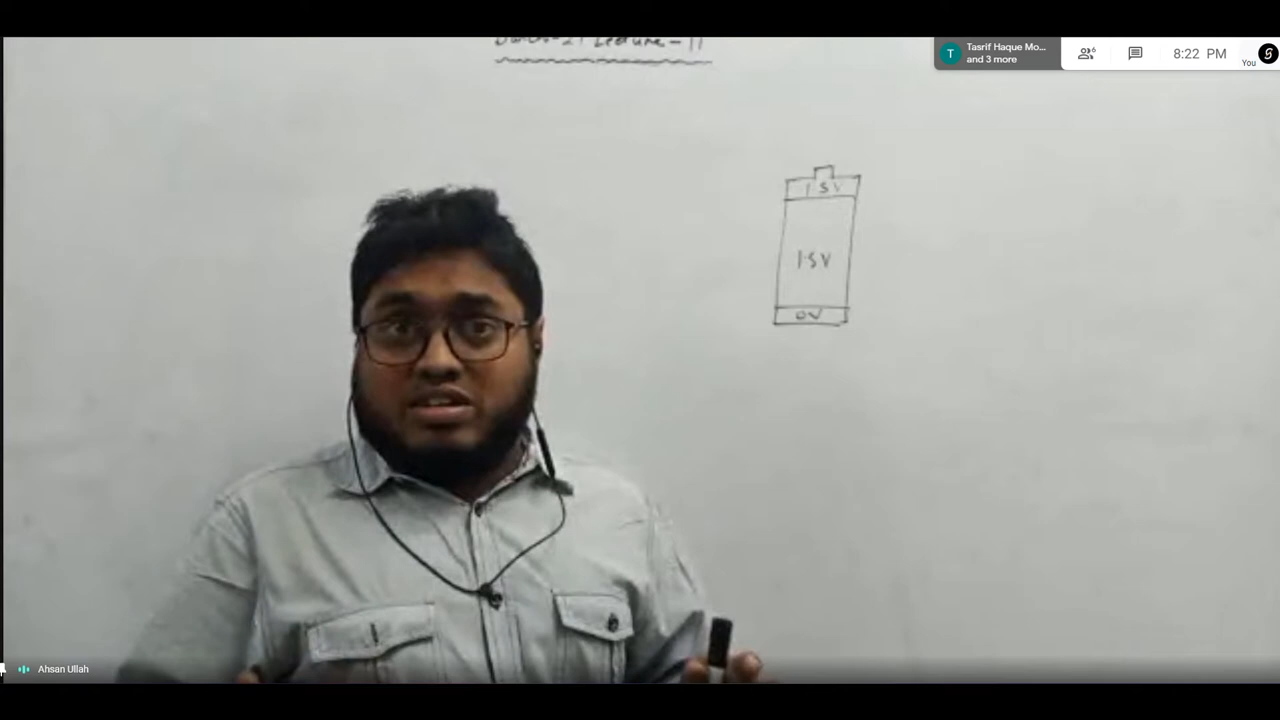 Lecture - 11
Tasrif Haque Mo...
and 3 more
6
8:22 PM
You
T
1.5V
1.5V
0V
Ahsan Ullah